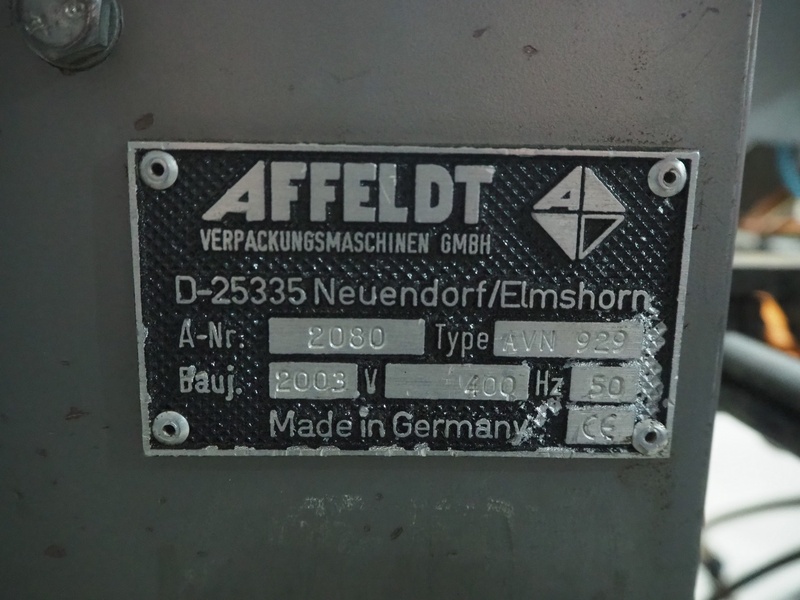 AFFELDT
VERPACKUNGSMASCHINEN GMBH
D-25335 Neuendorf/Elmshorn
A-Nr. 2080 Type AVN 929
Bauj. 2003 V 400 Hz 50
Made in Germany CE